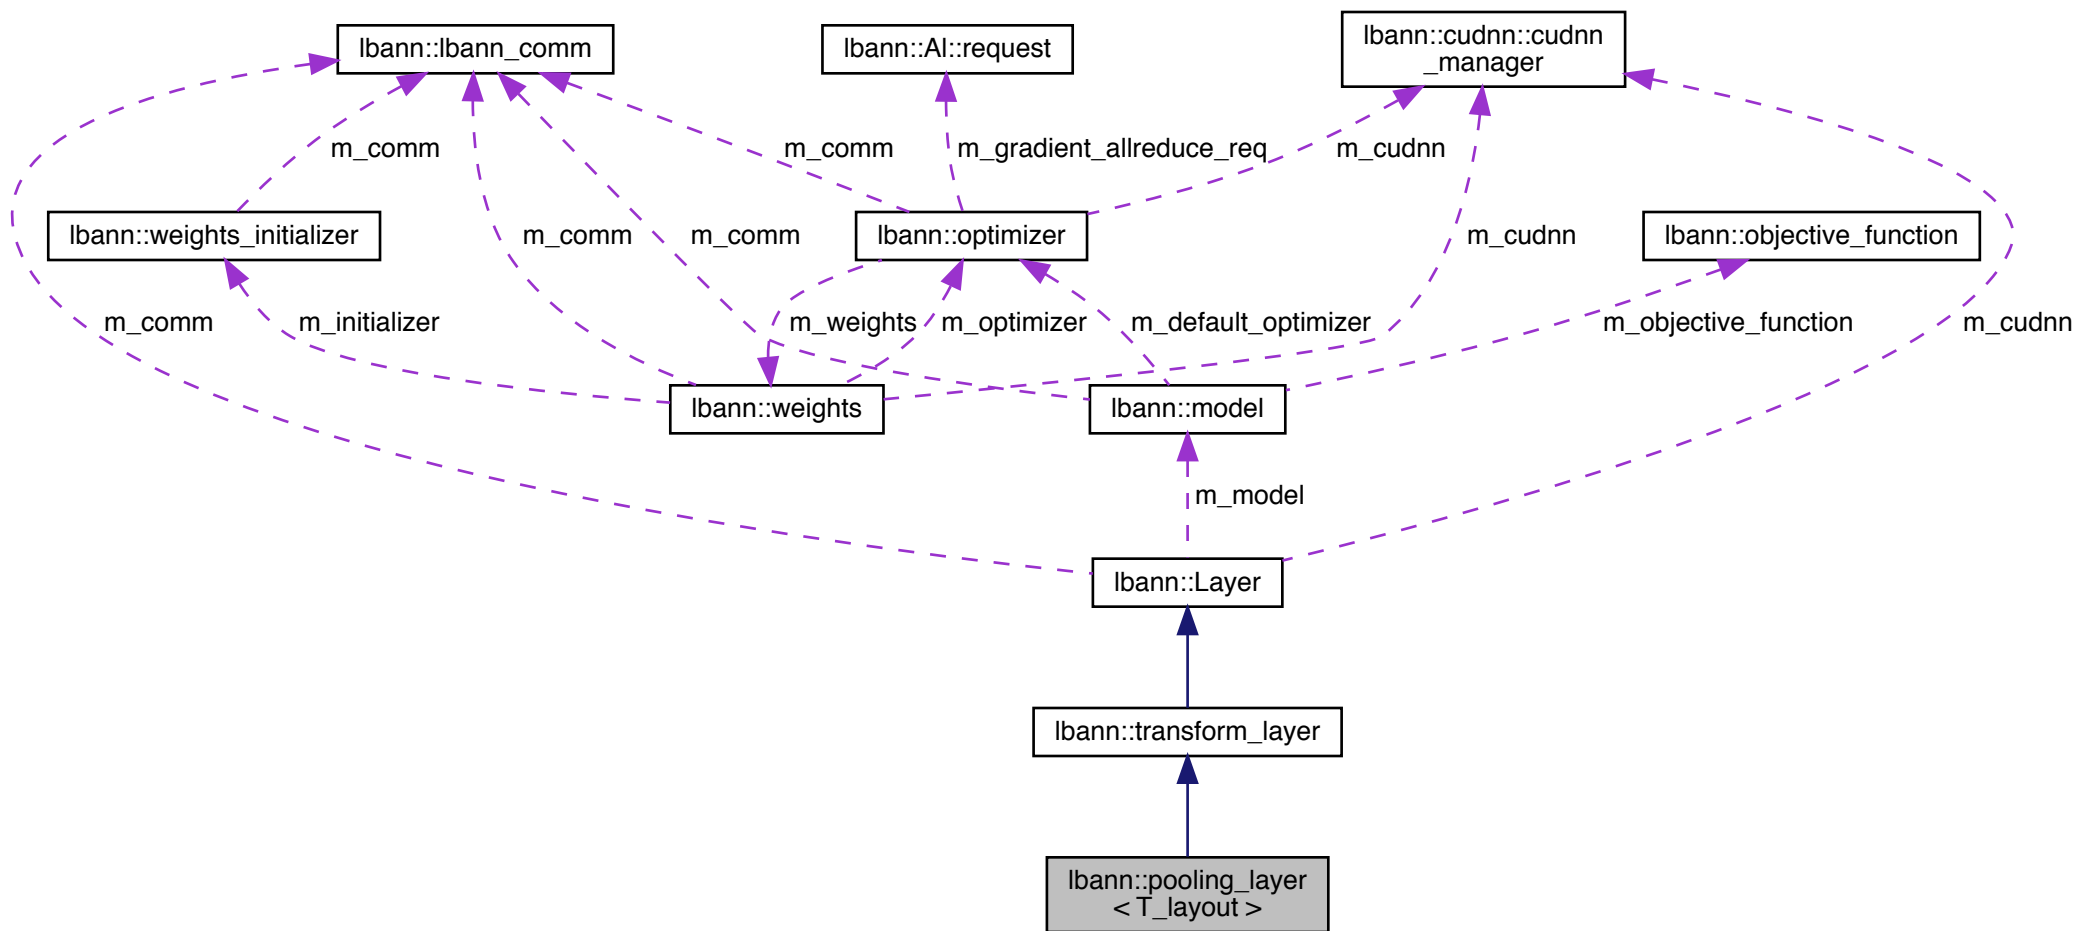 lbann::lbann_comm
lbann::Al::request
lbann::cudnn::cudnn
_manager
m_comm
m_comm
m_gradient_allreduce_req
m_cudnn
lbann::weights_initializer
m_comm
m_comm
lbann::optimizer
m_cudnn
lbann::objective_function
m_comm
m_initializer
m_weights
m_optimizer
m_default_optimizer
m_objective_function
m_cudnn
lbann::weights
lbann::model
m_model
lbann::Layer
lbann::transform_layer
lbann::pooling_layer
< T_layout >